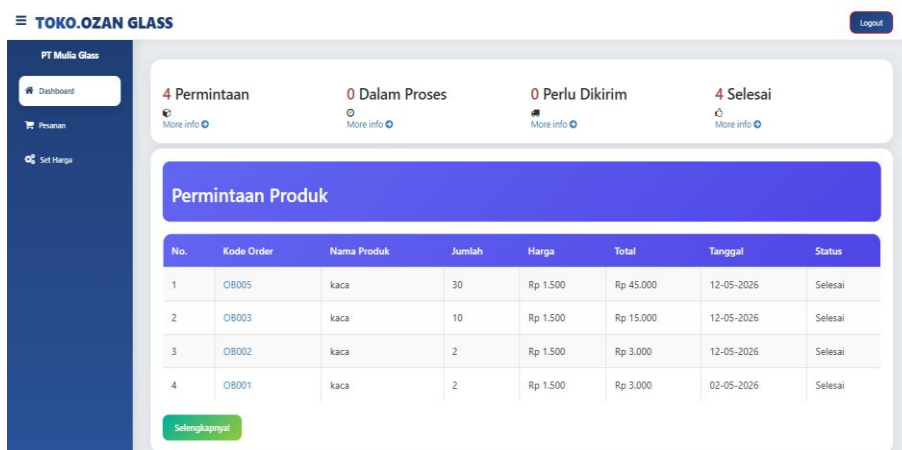 ≡ TOKO.OZAN GLASS
Logout
PT Mulia Glass
Dashboard
Pesanan
Set Harga
4 Permintaan
More info
0 Dalam Proses
More info
0 Perlu Dikirim
More info
4 Selesai
More info
Permintaan Produk
No. Kode Order Nama Produk Jumlah Harga Total Tanggal Status
1 OB005 kaca 30 Rp 1.500 Rp 45.000 12-05-2026 Selesai
2 OB003 kaca 10 Rp 1.500 Rp 15.000 12-05-2026 Selesai
3 OB002 kaca 2 Rp 1.500 Rp 3.000 12-05-2026 Selesai
4 OB001 kaca 2 Rp 1.500 Rp 3.000 02-05-2026 Selesai
Selengkapnya!